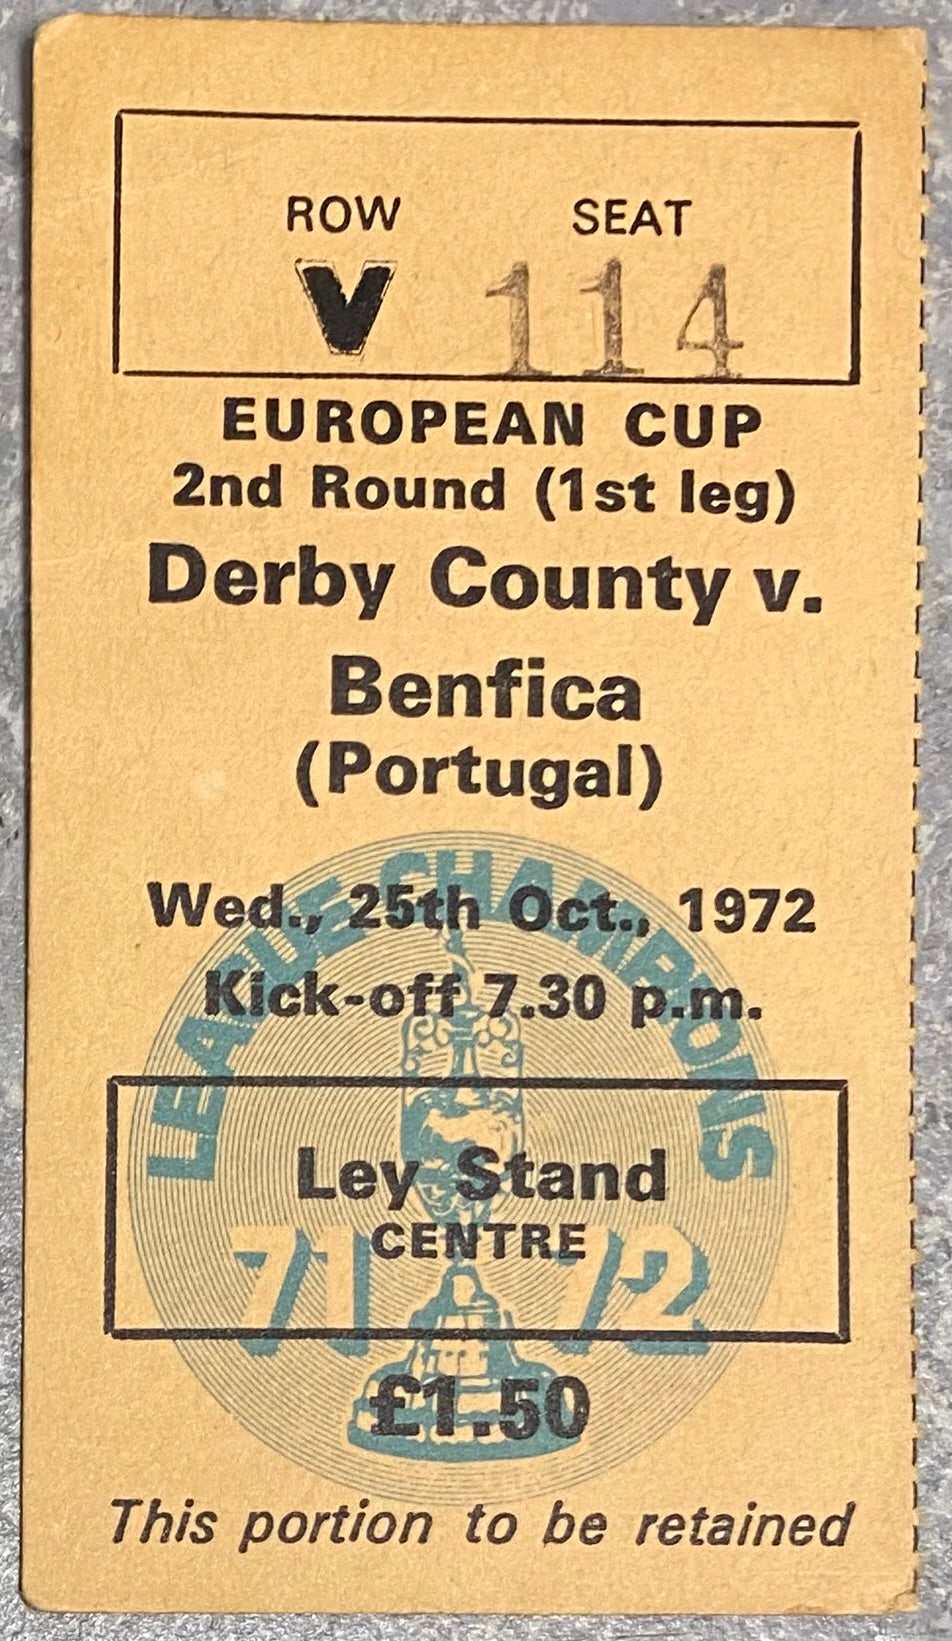 ROW SEAT
V 114
EUROPEAN CUP
2nd Round (1st leg)
Derby County v.
Benfica
(Portugal)
LEAGUE CHAMPIONS
Wed., 25th Oct., 1972
Kick-off 7.30 p.m.
Ley Stand
CENTRE
71 72
£1.50
This portion to be retained